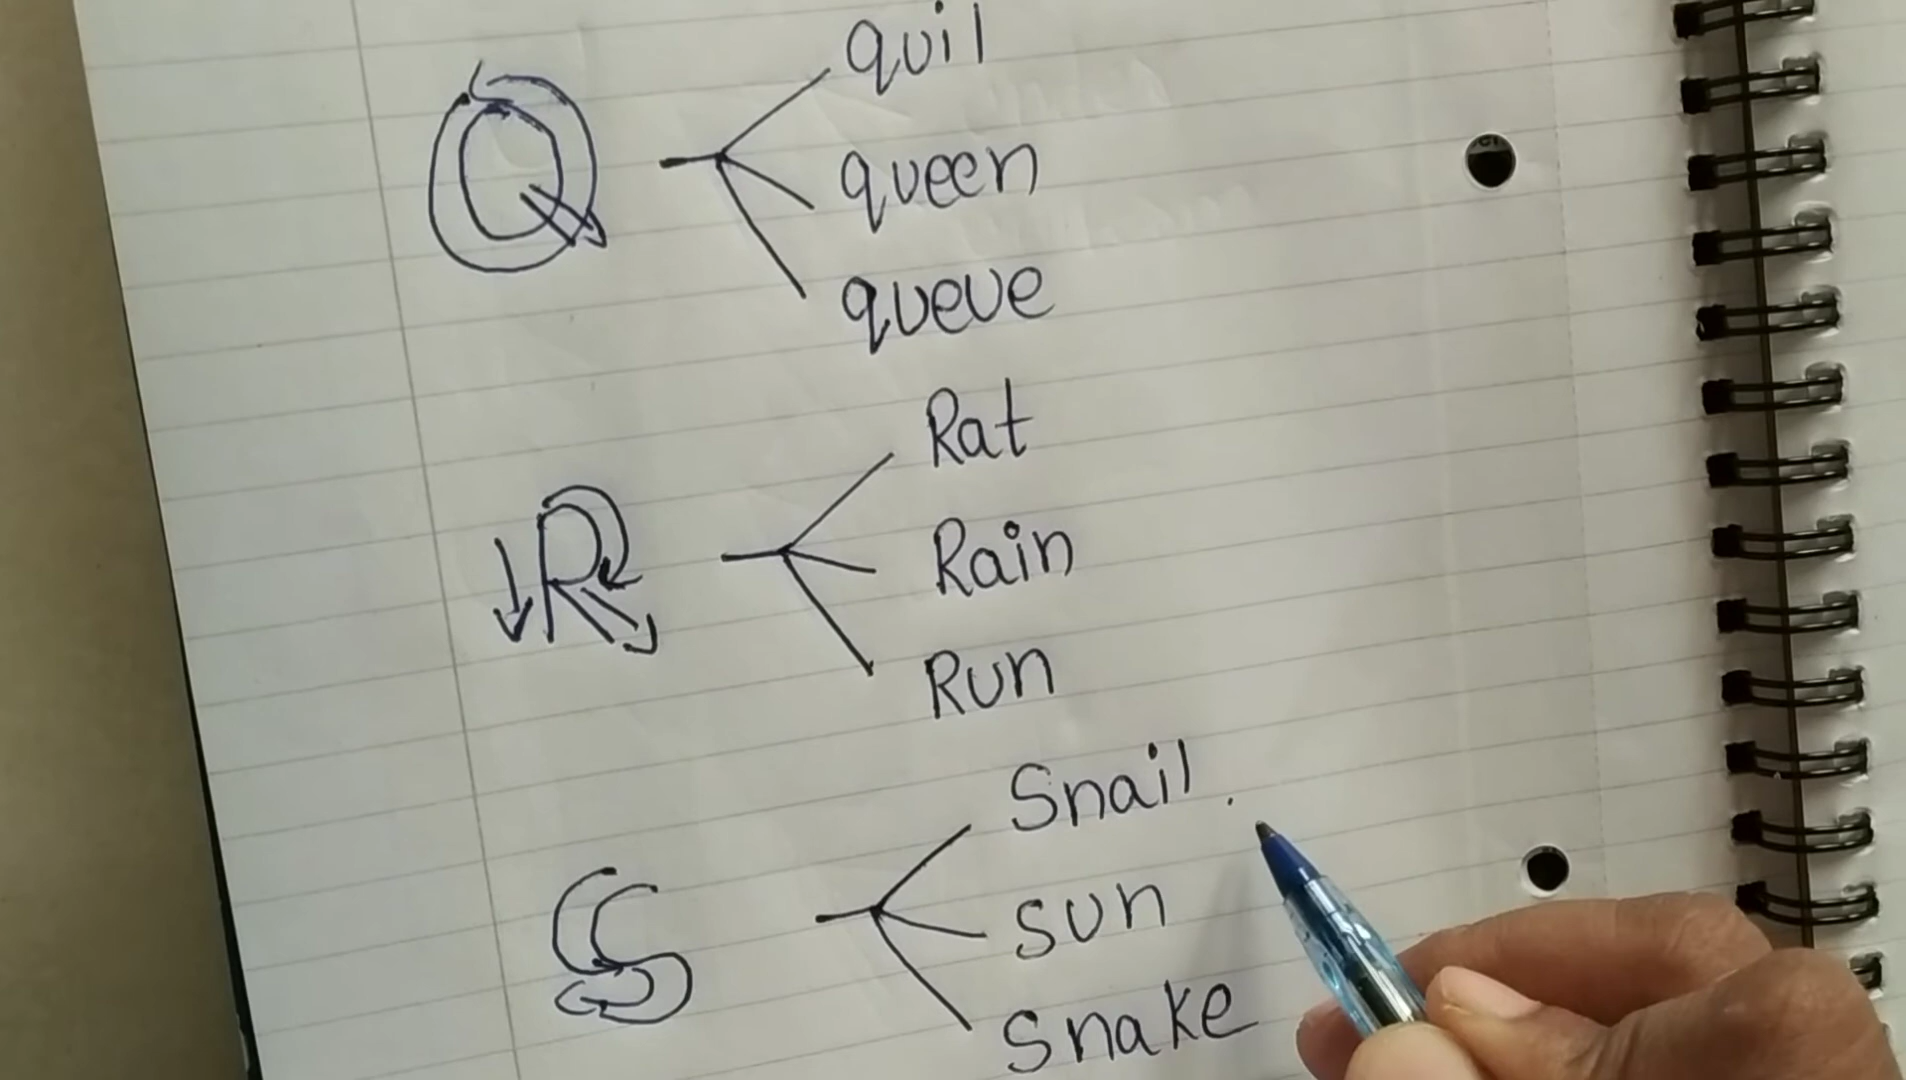 Q
quil
queen
queue
R
Rat
Rain
Run
S
Snail.
sun
Snake